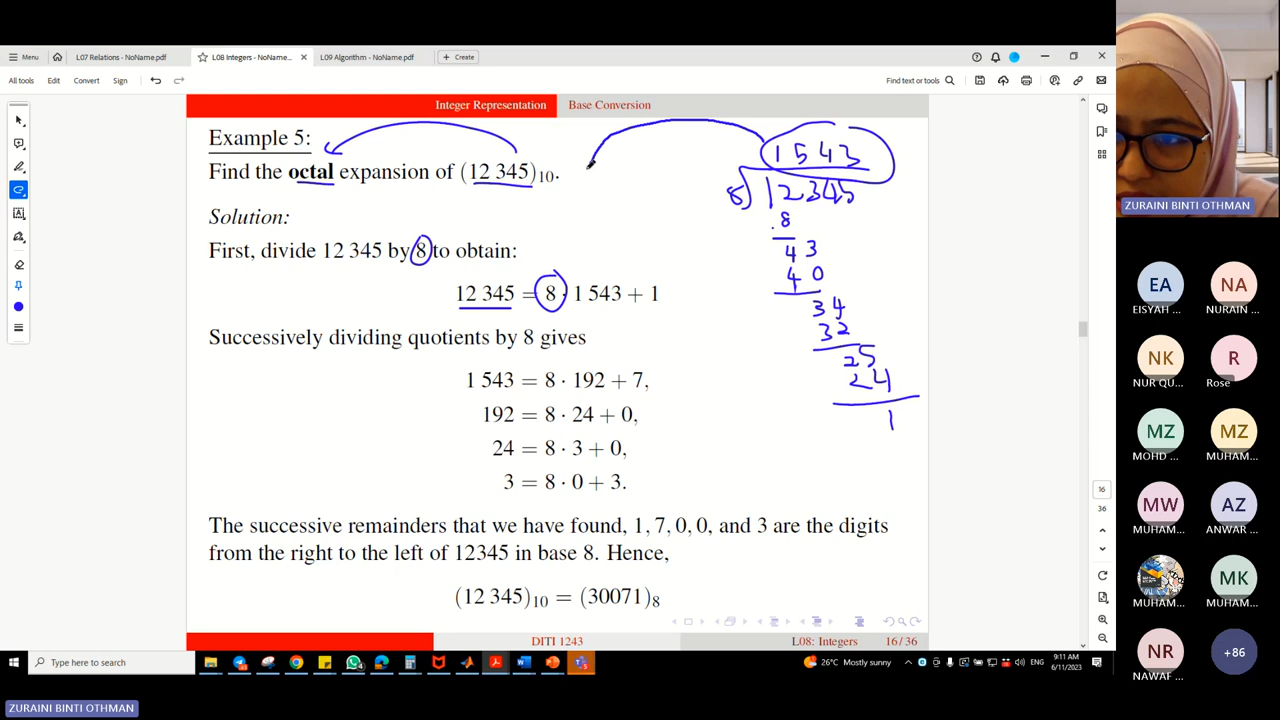 Menu
L07 Relations - NoName.pdf
L08 Integers - NoName...
L09 Algorithm - NoName.pdf
Create
All tools
Edit
Convert
Sign
Find text or tools
Integer Representation
Base Conversion
Example 5:
Find the octal expansion of (12 345)10.
Solution:
First, divide 12 345 by 8 to obtain:
12 345 = 8 · 1 543 + 1
Successively dividing quotients by 8 gives
1 543 = 8 · 192 + 7,
192 = 8 · 24 + 0,
24 = 8 · 3 + 0,
3 = 8 · 0 + 3.
The successive remainders that we have found, 1, 7, 0, 0, and 3 are the digits
from the right to the left of 12345 in base 8. Hence,
(12 345)10 = (30071)8
DITI 1243
L08: Integers
16/36
1543
8 12345
8
43
40
34
32
25
24
1
16
36
Type here to search
26°C Mostly sunny
ENG
9:11 AM
6/11/2023
ZURAINI BINTI OTHMAN
EA
EISYAH ...
NA
NURAIN...
NK
NUR QU...
R
Rose
MZ
MOHD ...
MZ
MUHAM...
MW
MUHAM...
AZ
ANWAR ...
MUHAM...
MK
MUHAM...
NR
NAWAF ...
+86
ZURAINI BINTI OTHMAN